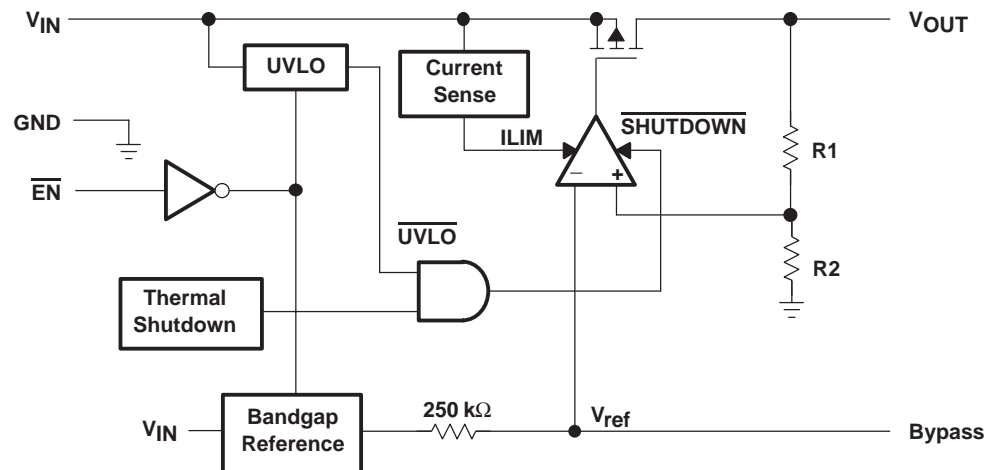 VIN
VOUT
UVLO
Current
Sense
SHUTDOWN
GND
ILIM
R1
EN
− +
UVLO
R2
Thermal
Shutdown
250 kΩ
Vref
VIN
Bandgap
Reference
Bypass